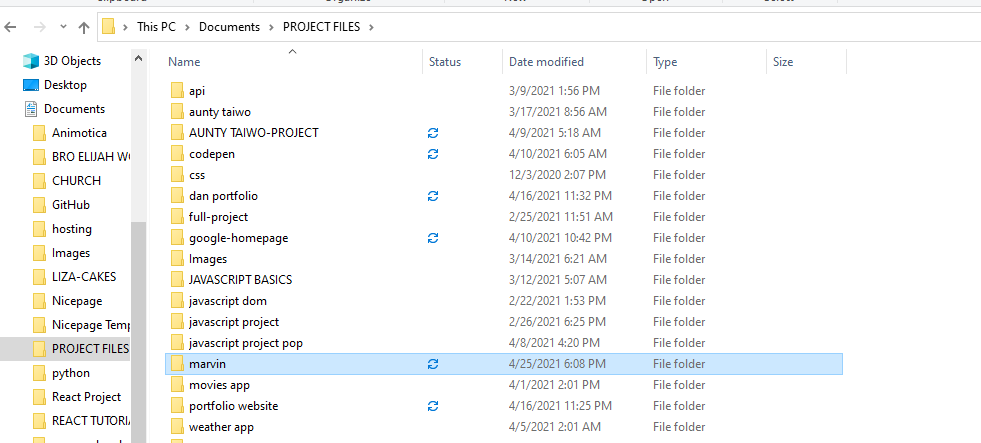 This PC > Documents > PROJECT FILES >
Name Status Date modified Type Size
3D Objects
Desktop
Documents
Animotica
BRO ELIJAH
CHURCH
GitHub
hosting
Images
LIZA-CAKES
Nicepage
Nicepage
PROJECT FILES
python
React Project
REACT
api 3/9/2021 1:56 PM File folder
aunty taiwo 3/17/2021 8:56 AM File folder
AUNTY TAIWO-PROJECT 4/9/2021 5:18 AM File folder
codepen 4/10/2021 6:05 AM File folder
css 12/3/2020 2:07 PM File folder
dan portfolio 4/16/2021 11:32 PM File folder
full-project 2/25/2021 11:51 AM File folder
google-homepage 4/10/2021 10:42 PM File folder
Images 3/14/2021 6:21 AM File folder
JAVASCRIPT BASICS 3/12/2021 5:07 AM File folder
javascript dom 2/22/2021 1:53 PM File folder
javascript project 2/26/2021 6:25 PM File folder
javascript project pop 4/8/2021 4:20 PM File folder
marvin 4/25/2021 6:08 PM File folder
movies app 4/1/2021 2:01 PM File folder
portfolio website 4/16/2021 11:25 PM File folder
weather app 4/5/2021 2:01 AM File folder